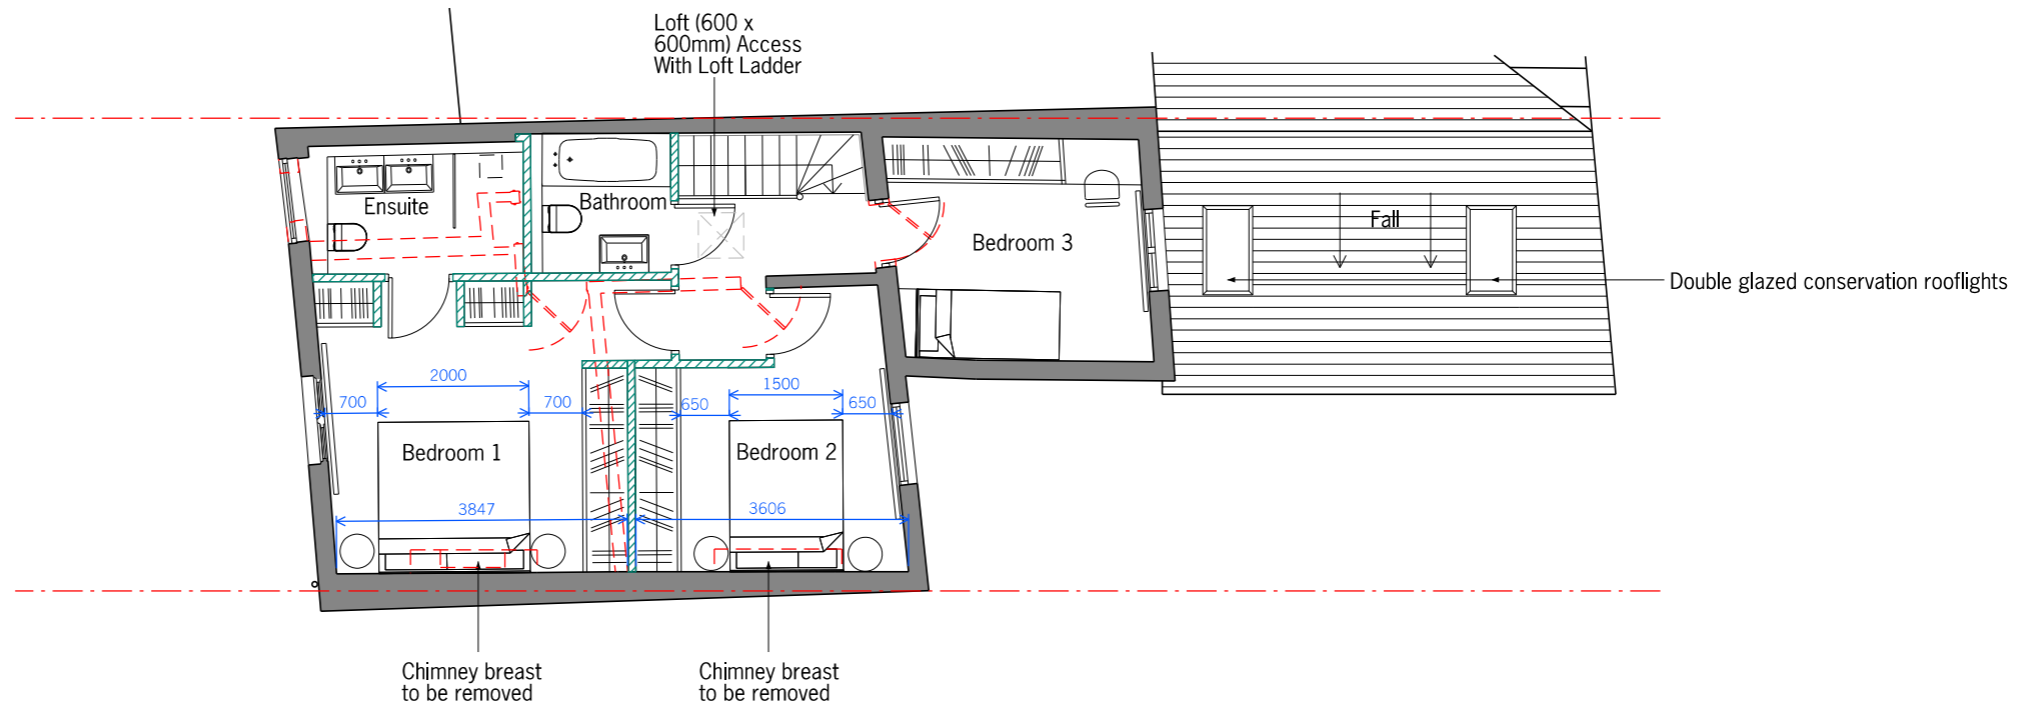 Loft (600 x
600mm) Access
With Loft Ladder
Ensuite
Bathroom
Fall
Bedroom 3
Double glazed conservation rooflights
2000
1500
700
700
650
650
Bedroom 1
Bedroom 2
3847
3606
Chimney breast
to be removed
Chimney breast
to be removed